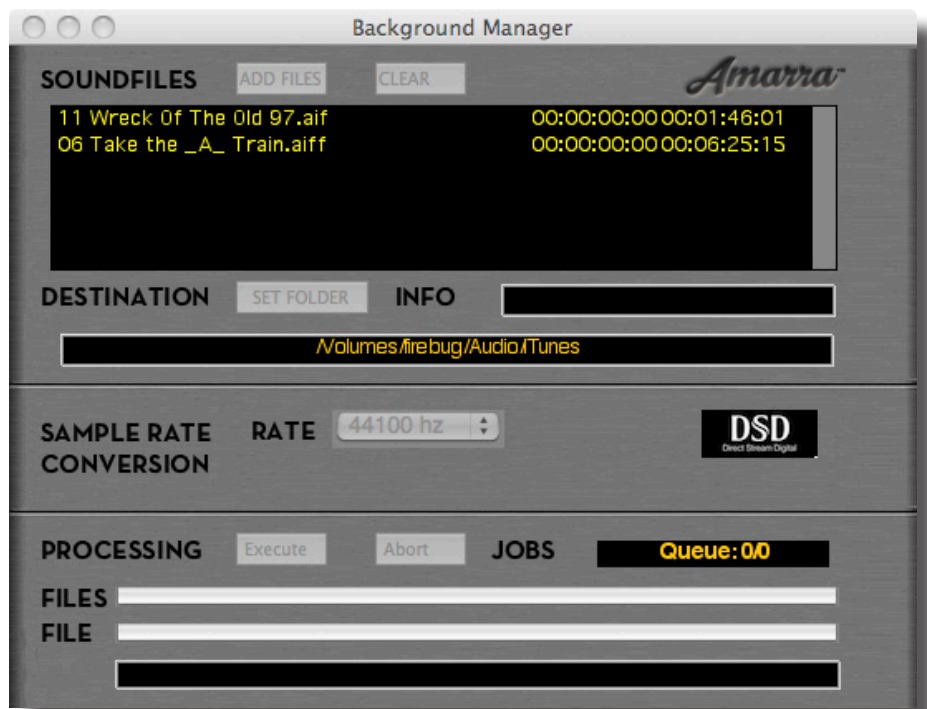 Background Manager
SOUNDFILES ADD FILES CLEAR Amarra™
11 Wreck Of The Old 97.aif 00:00:00:00 00:01:46:01
06 Take the _A_ Train.aiff 00:00:00:00 00:06:25:15
DESTINATION SET FOLDER INFO
/Volumes/firebug/Audio/iTunes
SAMPLE RATE CONVERSION RATE 44100 hz DSD
Direct Stream Digital
PROCESSING Execute Abort JOBS Queue: 0/0
FILES
FILE